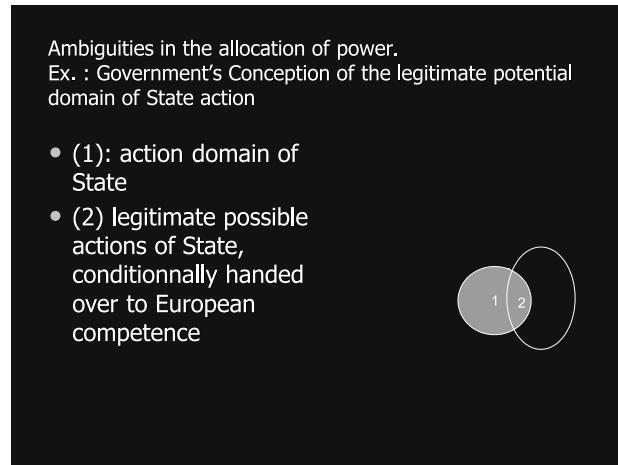 Ambiguities in the allocation of power.
Ex. : Government's Conception of the legitimate potential
domain of State action
• (1): action domain of
State
• (2) legitimate possible
actions of State,
conditionnally handed
over to European
competence
1 2